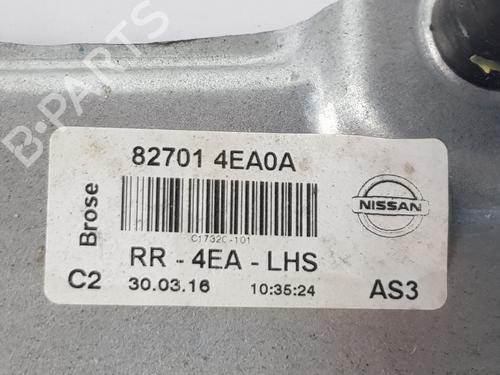 82701 4EA0A
Brose
C1732C-101
NISSAN
RR - 4EA - LHS
C2 30.03.16 10:35:24 AS3
B-PARTS